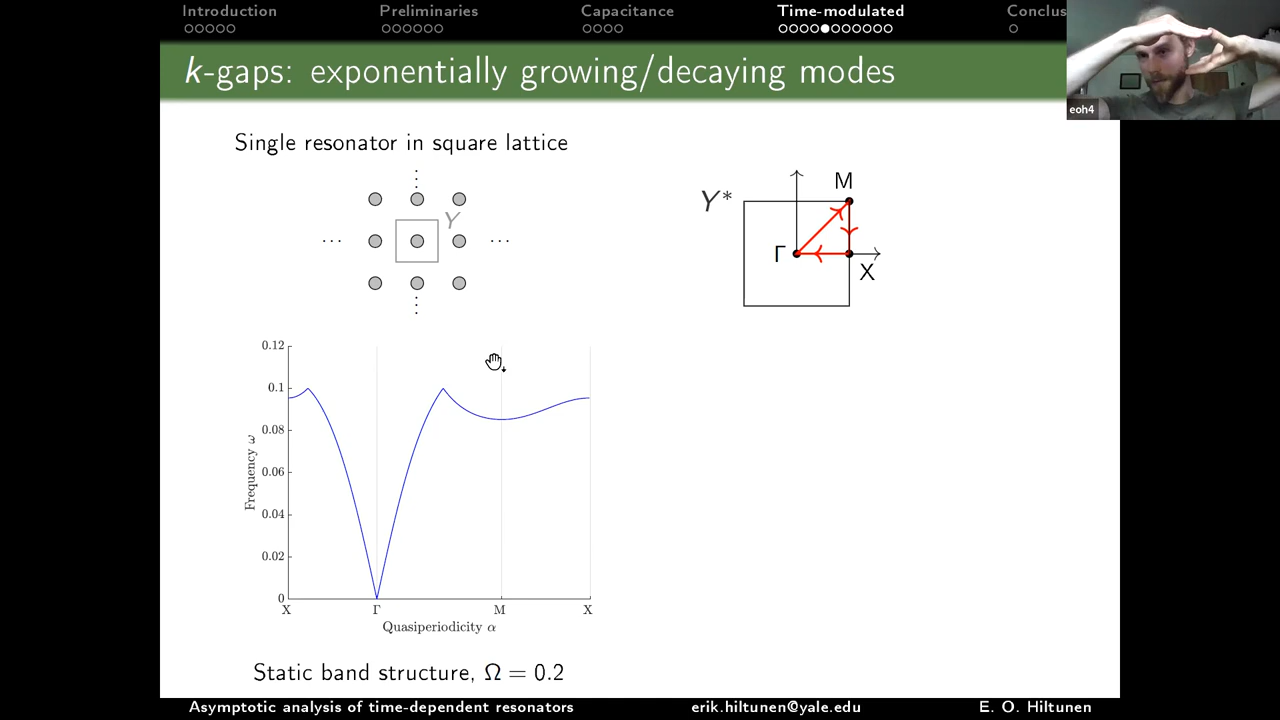 Introduction Preliminaries Capacitance Time-modulated Conclus
k-gaps: exponentially growing/decaying modes
eoh4
Single resonator in square lattice
Y
Y*
M
Γ
X
0.12
0.1
0.08
0.06
0.04
0.02
0
Frequency ω
X Γ M X
Quasiperiodicity α
Static band structure, Ω = 0.2
Asymptotic analysis of time-dependent resonators erik.hiltunen@yale.edu E. O. Hiltunen